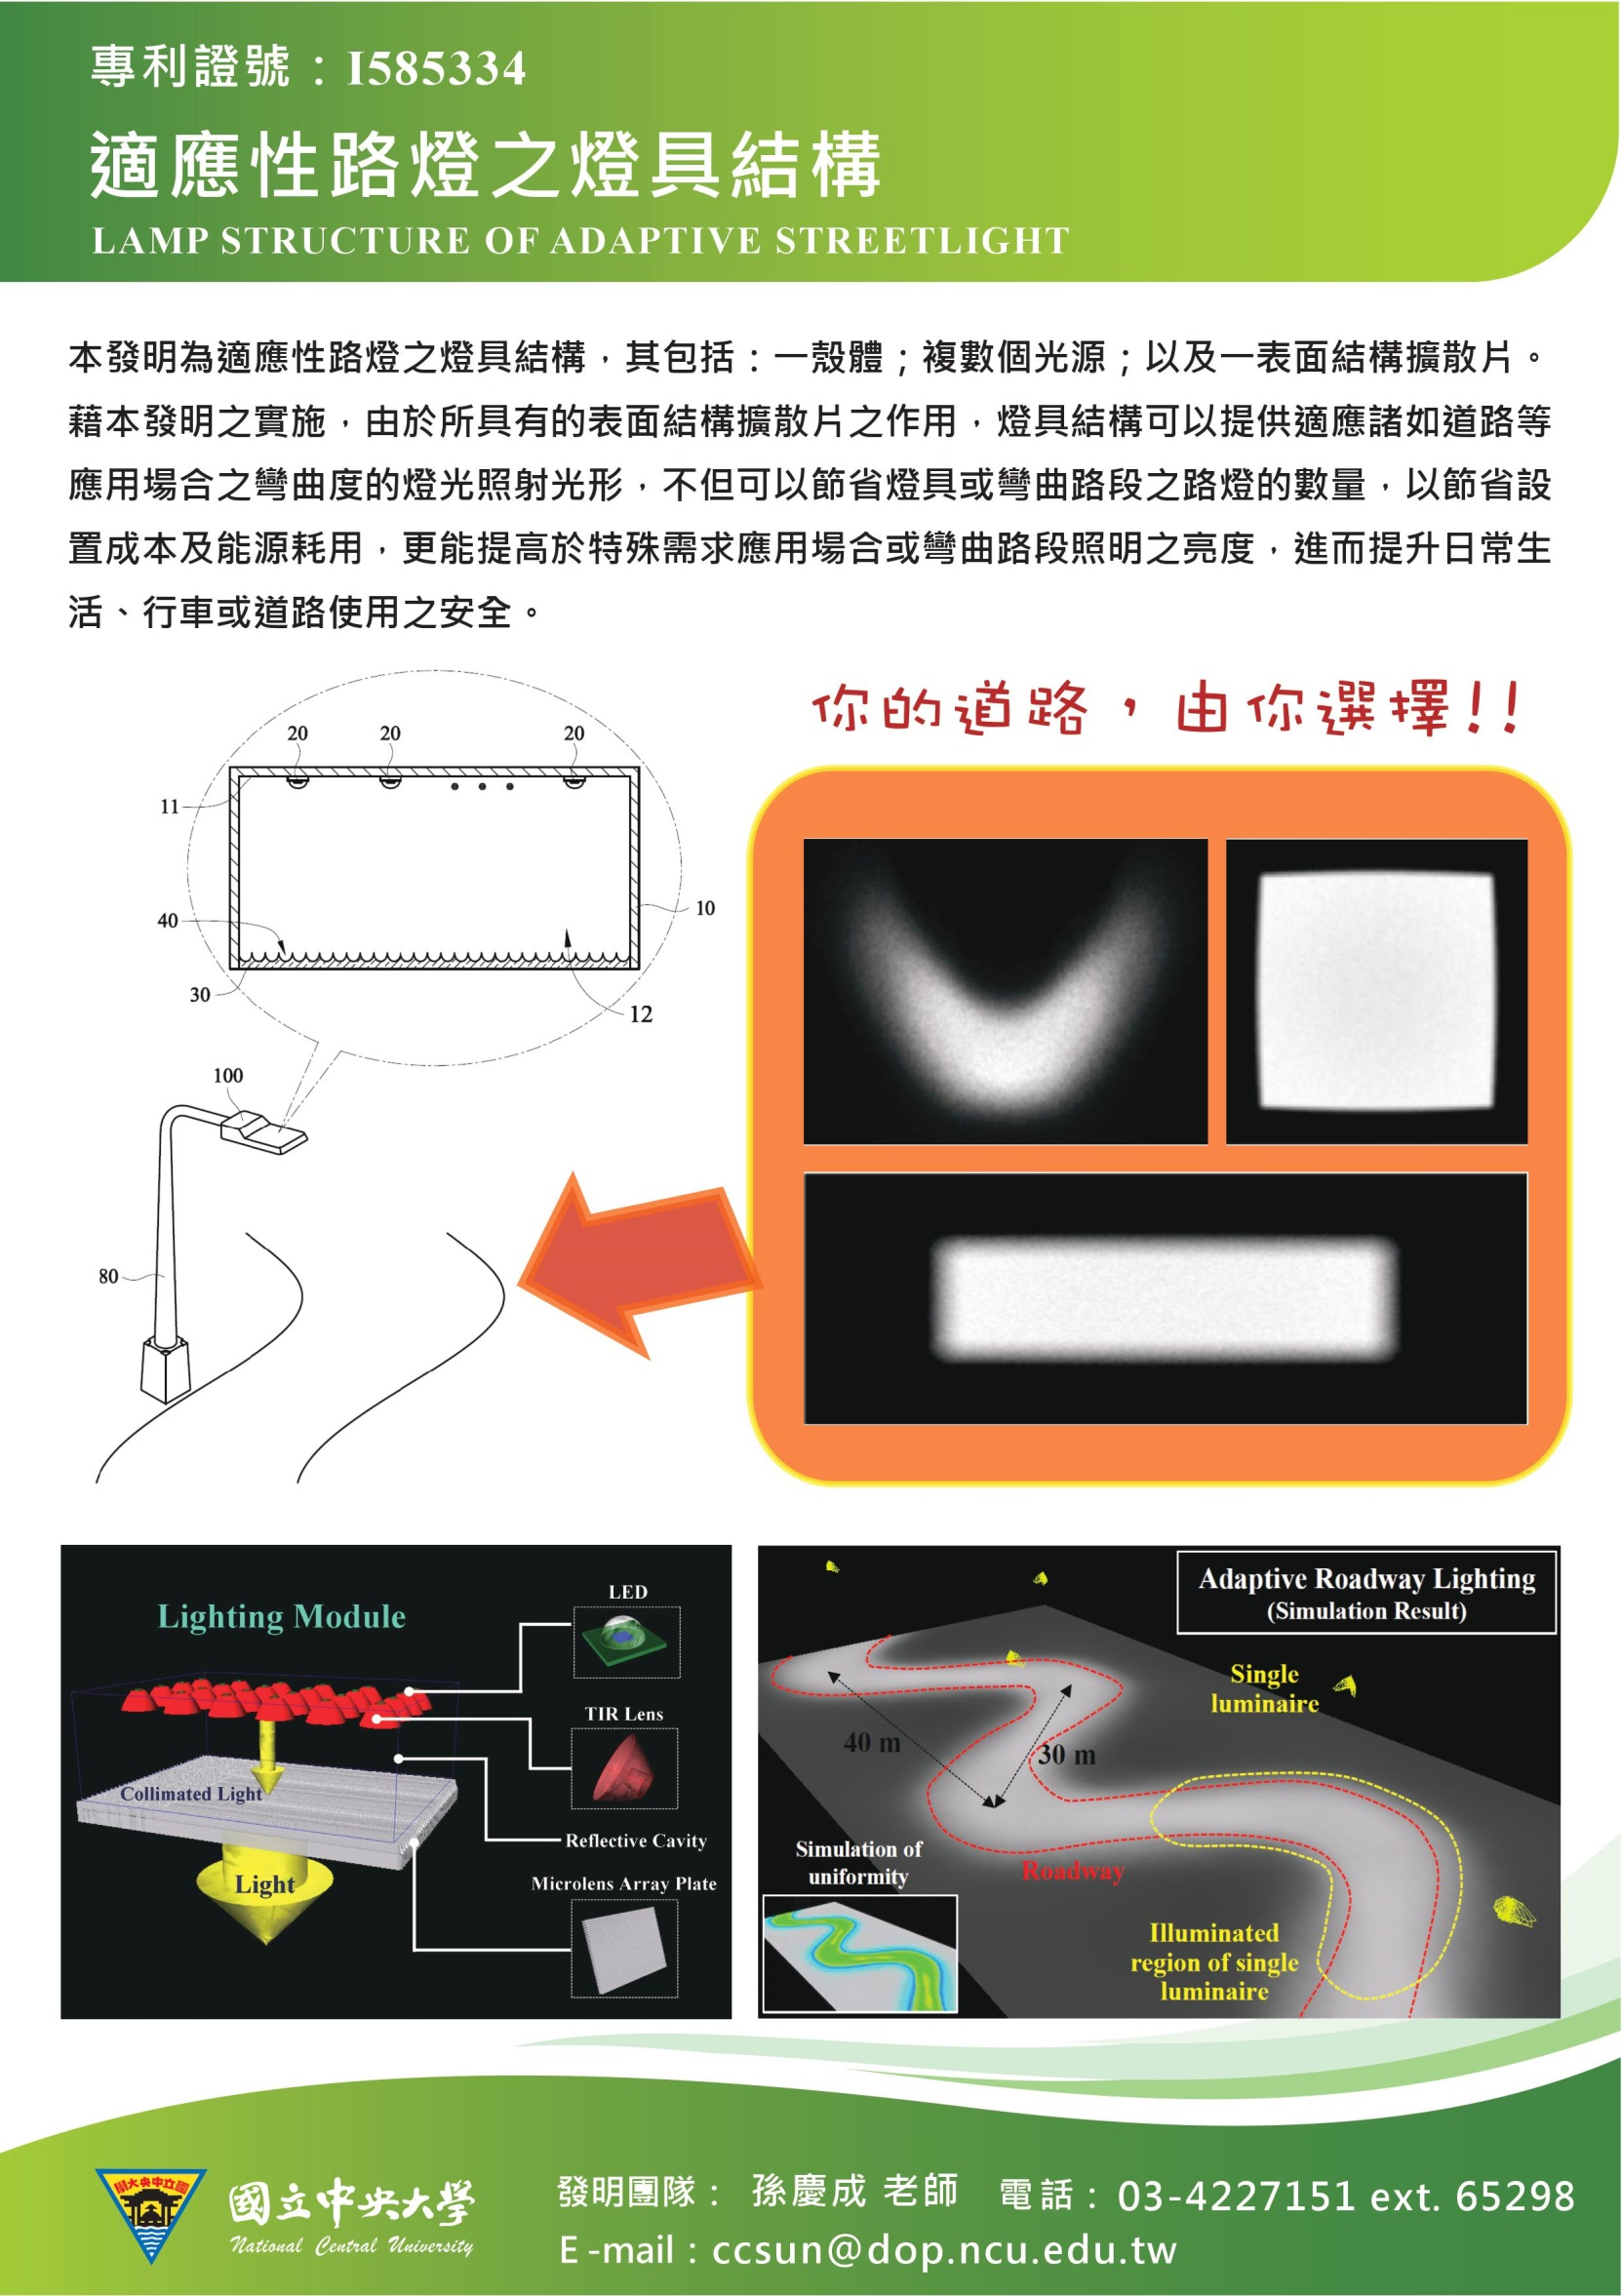 專利證號：I585334
適應性路燈之燈具結構
LAMP STRUCTURE OF ADAPTIVE STREETLIGHT
本發明為適應性路燈之燈具結構，其包括：一殼體；複數個光源；以及一表面結構擴散片。
藉本發明之實施，由於所具有的表面結構擴散片之作用，燈具結構可以提供適應諸如道路等
應用場合之彎曲度的燈光照射光形，不但可以節省燈具或彎曲路段之路燈的數量，以節省設
置成本及能源耗用，更能提高於特殊需求應用場合或彎曲路段照明之亮度，進而提升日常生
活、行車或道路使用之安全。
你的道路，由你選擇!!
20 20 20
11
10
40
30
12
100
80
Lighting Module
LED
TIR Lens
Collimated Light
Reflective Cavity
Light
Microlens Array Plate
Adaptive Roadway Lighting
(Simulation Result)
Single
luminaire
40 m
30 m
Simulation of
uniformity
Roadway
Illuminated
region of single
luminaire
國立中央大學
國立中央大學
National Central University
發明團隊： 孫慶成 老師 電話：03-4227151 ext. 65298
E-mail：ccsun@dop.ncu.edu.tw